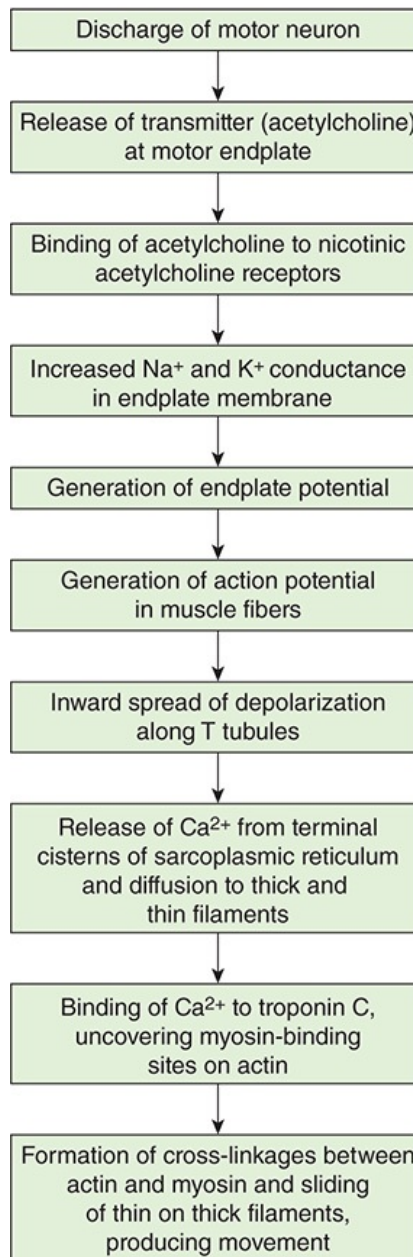 Discharge of motor neuron
Release of transmitter (acetylcholine)
at motor endplate
Binding of acetylcholine to nicotinic
acetylcholine receptors
Increased Na⁺ and K⁺ conductance
in endplate membrane
Generation of endplate potential
Generation of action potential
in muscle fibers
Inward spread of depolarization
along T tubules
Release of Ca²⁺ from terminal
cisterns of sarcoplasmic reticulum
and diffusion to thick and
thin filaments
Binding of Ca²⁺ to troponin C,
uncovering myosin-binding
sites on actin
Formation of cross-linkages between
actin and myosin and sliding
of thin on thick filaments,
producing movement